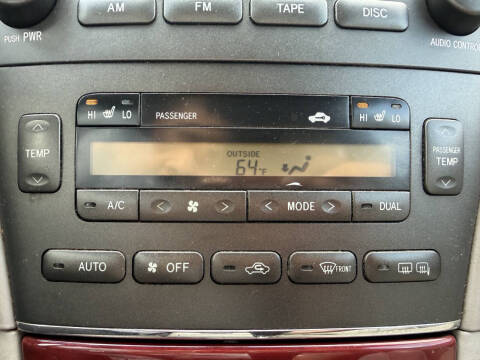 AM FM TAPE DISC
PUSH PWR
AUDIO CONTROL
HI LO
PASSENGER
HI LO
TEMP
OUTSIDE
64°F
PASSENGER
TEMP
A/C
MODE
DUAL
AUTO
OFF
FRONT